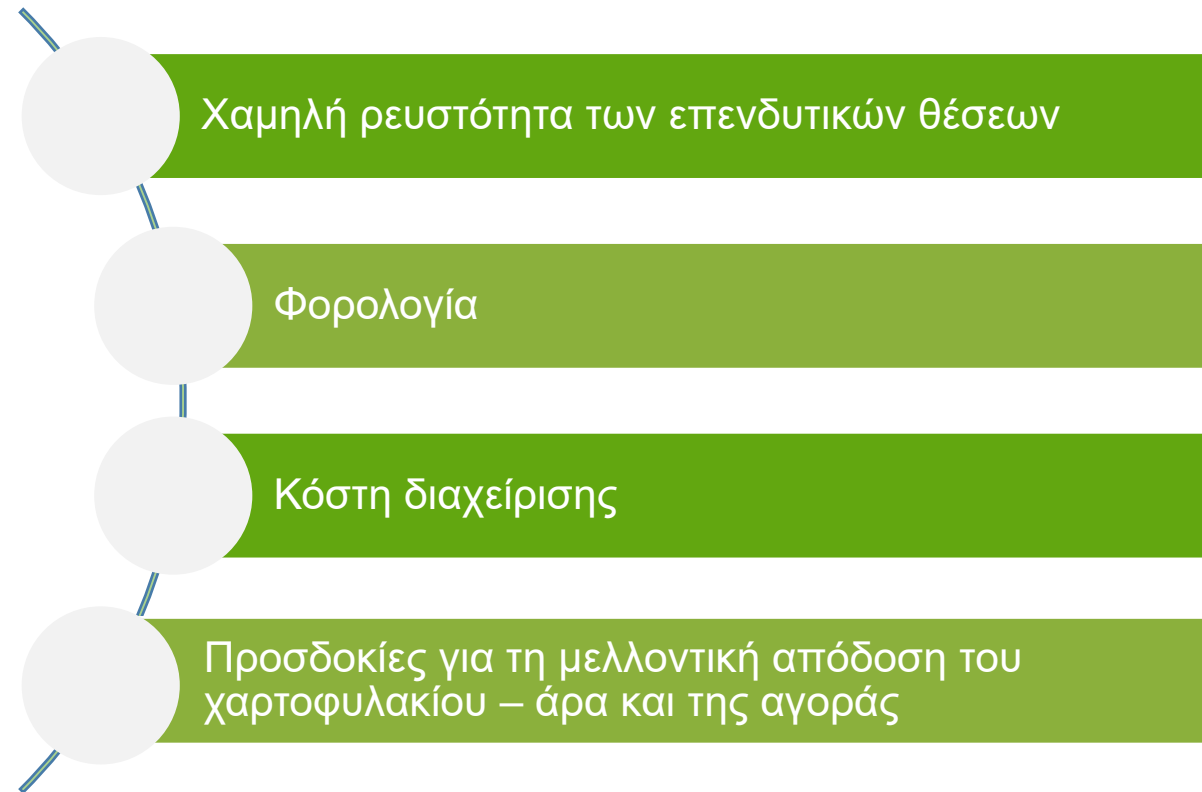 Χαμηλή ρευστότητα των επενδυτικών θέσεων
Φορολογία
Κόστη διαχείρισης
Προσδοκίες για τη μελλοντική απόδοση του
χαρτοφυλακίου – άρα και της αγοράς